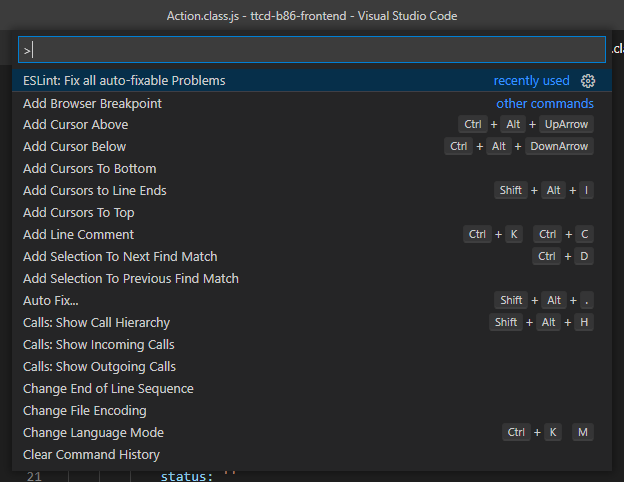 Action.class.js - ttcd-b86-frontend - Visual Studio Code
>
.cla
ESLint: Fix all auto-fixable Problems recently used
Add Browser Breakpoint other commands
Add Cursor Above Ctrl + Alt + UpArrow
Add Cursor Below Ctrl + Alt + DownArrow
Add Cursors To Bottom
Add Cursors to Line Ends Shift + Alt + I
Add Cursors To Top
Add Line Comment Ctrl + K Ctrl + C
Add Selection To Next Find Match Ctrl + D
Add Selection To Previous Find Match
Auto Fix... Shift + Alt + .
Calls: Show Call Hierarchy Shift + Alt + H
Calls: Show Incoming Calls
Calls: Show Outgoing Calls
Change End of Line Sequence
Change File Encoding
Change Language Mode Ctrl + K M
Clear Command History
21 status: ''